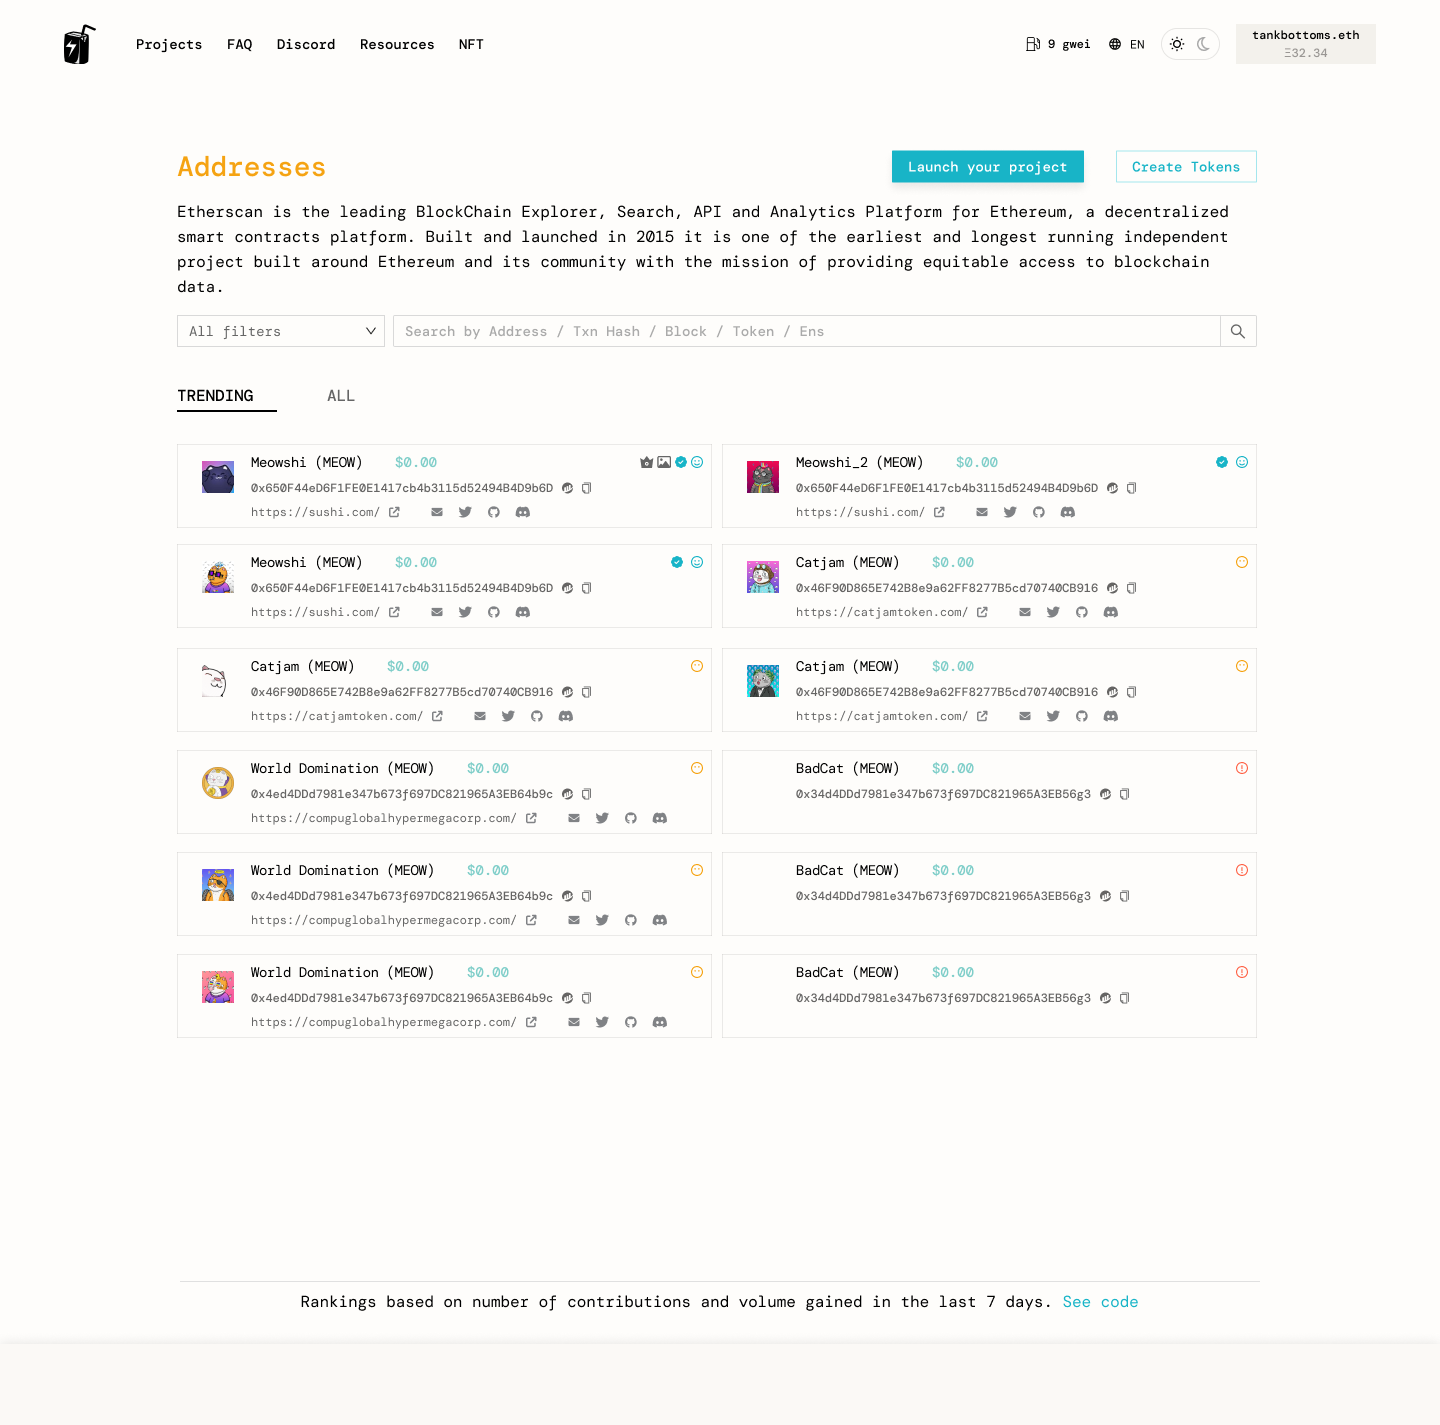 Projects FAQ Discord Resources NFT 9 gwei EN tankbottoms.eth
Ξ32.34
Addresses Launch your project Create Tokens
Etherscan is the leading BlockChain Explorer, Search, API and Analytics Platform for Ethereum, a decentralized
smart contracts platform. Built and launched in 2015 it is one of the earliest and longest running independent
project built around Ethereum and its community with the mission of providing equitable access to blockchain
data.
All filters Search by Address / Txn Hash / Block / Token / Ens
TRENDING ALL
Meowshi (MEOW) $0.00
0x650F44eD6F1FE0E1417cb4b3115d52494B4D9b6D
https://sushi.com/
Meowshi_2 (MEOW) $0.00
0x650F44eD6F1FE0E1417cb4b3115d52494B4D9b6D
https://sushi.com/
Meowshi (MEOW) $0.00
0x650F44eD6F1FE0E1417cb4b3115d52494B4D9b6D
https://sushi.com/
Catjam (MEOW) $0.00
0x46F90D865E742B8e9a62FF8277B5cd70740CB916
https://catjamtoken.com/
Catjam (MEOW) $0.00
0x46F90D865E742B8e9a62FF8277B5cd70740CB916
https://catjamtoken.com/
Catjam (MEOW) $0.00
0x46F90D865E742B8e9a62FF8277B5cd70740CB916
https://catjamtoken.com/
World Domination (MEOW) $0.00
0x4ed4DDd7981e347b673f697DC821965A3EB64b9c
https://compuglobalhypermegacorp.com/
BadCat (MEOW) $0.00
0x34d4DDd7981e347b673f697DC821965A3EB56g3
World Domination (MEOW) $0.00
0x4ed4DDd7981e347b673f697DC821965A3EB64b9c
https://compuglobalhypermegacorp.com/
BadCat (MEOW) $0.00
0x34d4DDd7981e347b673f697DC821965A3EB56g3
World Domination (MEOW) $0.00
0x4ed4DDd7981e347b673f697DC821965A3EB64b9c
https://compuglobalhypermegacorp.com/
BadCat (MEOW) $0.00
0x34d4DDd7981e347b673f697DC821965A3EB56g3
Rankings based on number of contributions and volume gained in the last 7 days. See code